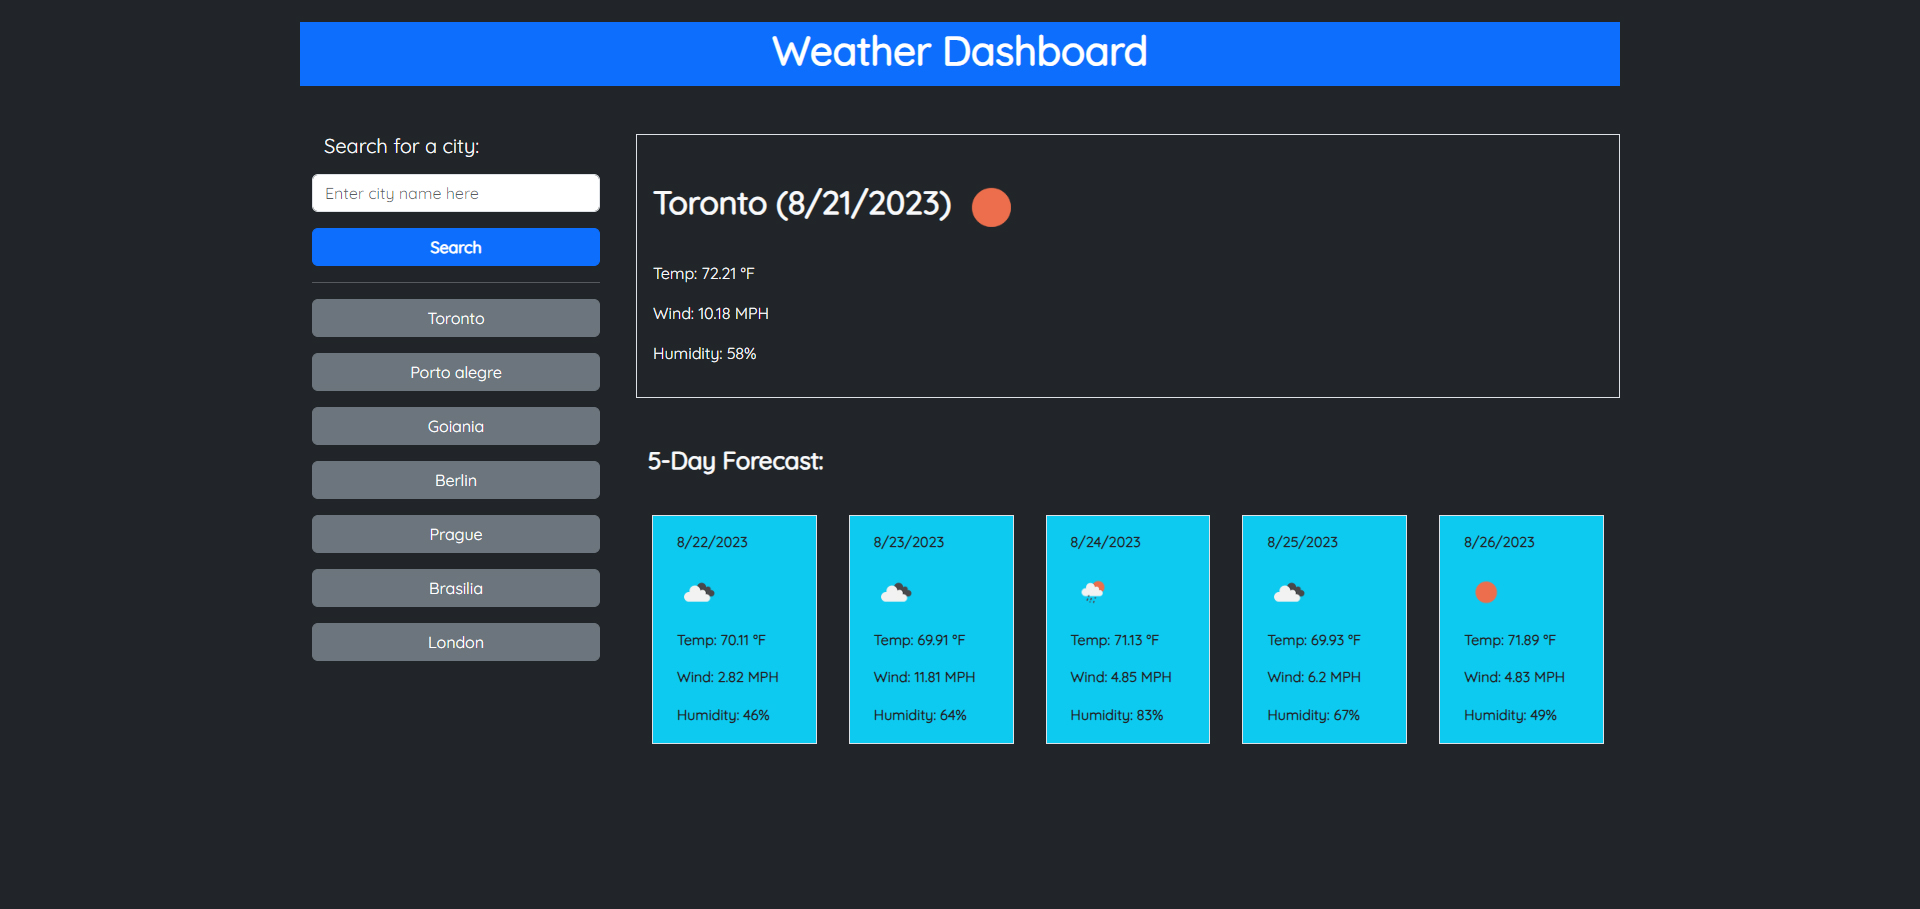 Weather Dashboard
Search for a city:
Enter city name here
Search
Toronto
Porto alegre
Goiania
Berlin
Prague
Brasilia
London
Toronto (8/21/2023)
Temp: 72.21 °F
Wind: 10.18 MPH
Humidity: 58%
5-Day Forecast:
8/22/2023
Temp: 70.11 °F
Wind: 2.82 MPH
Humidity: 46%
8/23/2023
Temp: 69.91 °F
Wind: 11.81 MPH
Humidity: 64%
8/24/2023
Temp: 71.13 °F
Wind: 4.85 MPH
Humidity: 83%
8/25/2023
Temp: 69.93 °F
Wind: 6.2 MPH
Humidity: 67%
8/26/2023
Temp: 71.89 °F
Wind: 4.83 MPH
Humidity: 49%